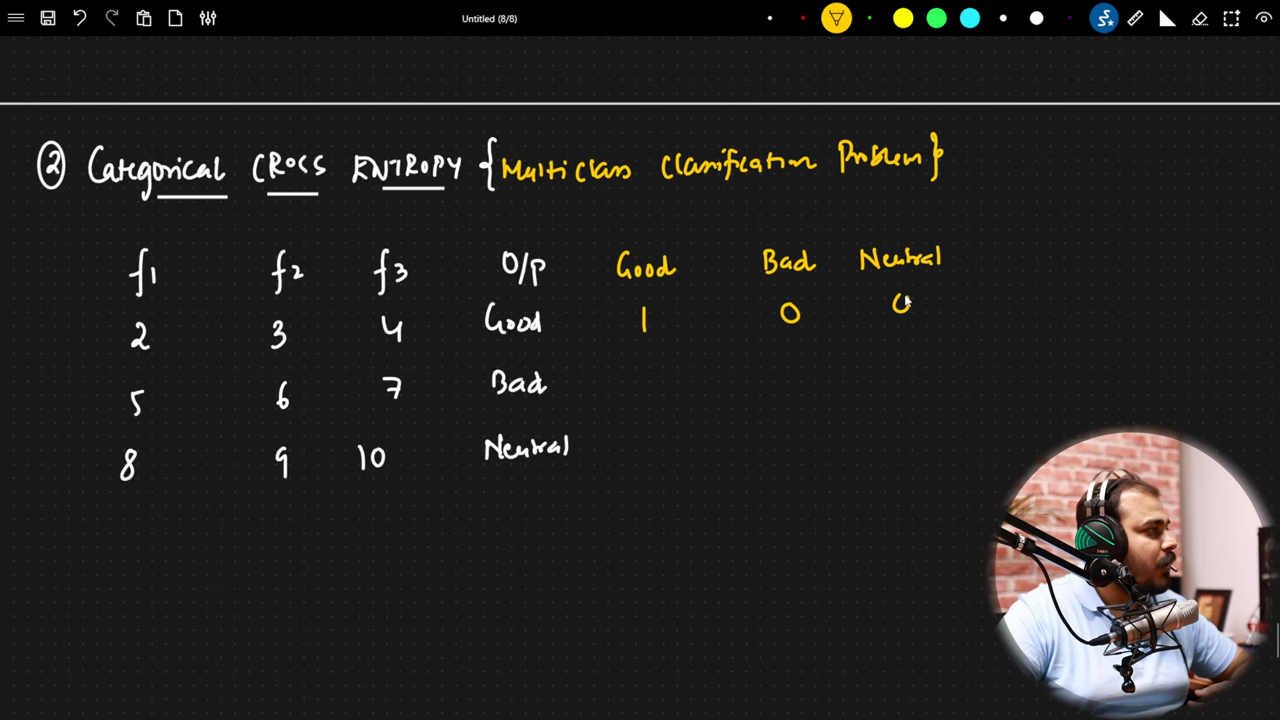 Untitled (8/8)
② Categorical CROSS ENTROPY {Multiclass Classification Problem}
f1 f2 f3 O/P Good Bad Neutral
2 3 4 Good 1 0 0
5 6 7 Bad
8 9 10 Neutral